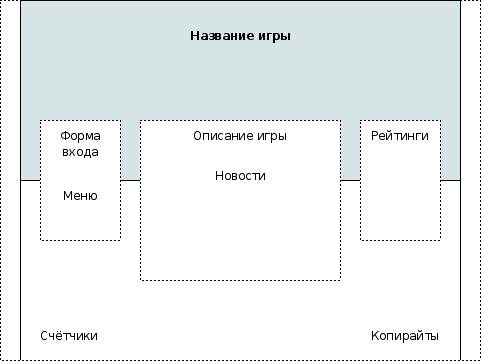 Название игры
Форма
входа
Меню
Описание игры
Новости
Рейтинги
Счётчики
Копирайты